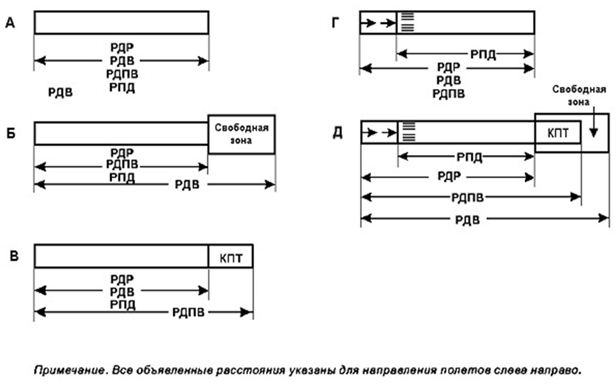 А
РДР
РДВ
РДПВ
РПД
РДВ
Б
Свободная
зона
РДР
РДПВ
РПД
РДВ
В
КПТ
РДР
РДВ
РПД
РДПВ
Г
РПД
РДР
РДВ
РДПВ
Свободная
зона
Д
КПТ
РПД
РДР
РДПВ
РДВ
Примечание. Все объявленные расстояния указаны для направления полетов слева направо.